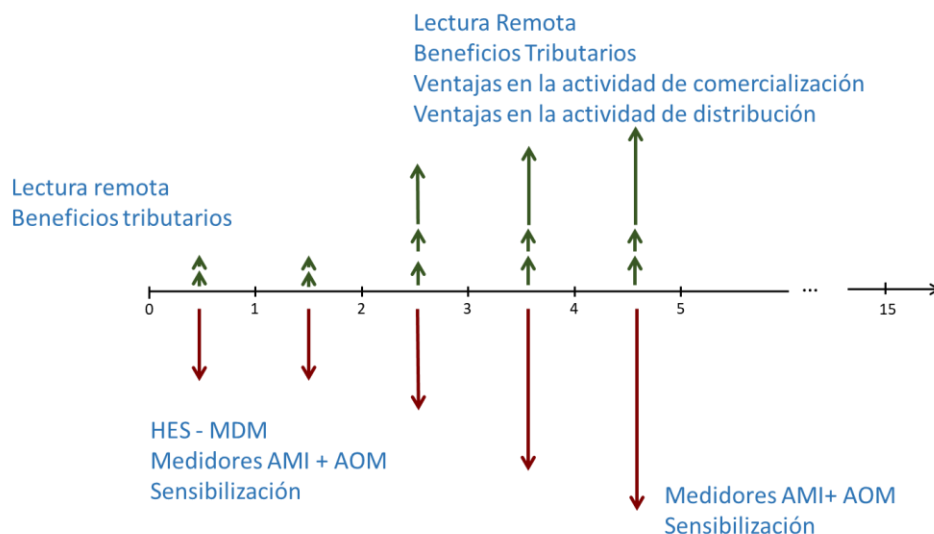 Lectura Remota
Beneficios Tributarios
Ventajas en la actividad de comercialización
Ventajas en la actividad de distribución
Lectura remota
Beneficios tributarios
0 1 2 3 4 5 ... 15
HES - MDM
Medidores AMI + AOM
Sensibilización
Medidores AMI+ AOM
Sensibilización